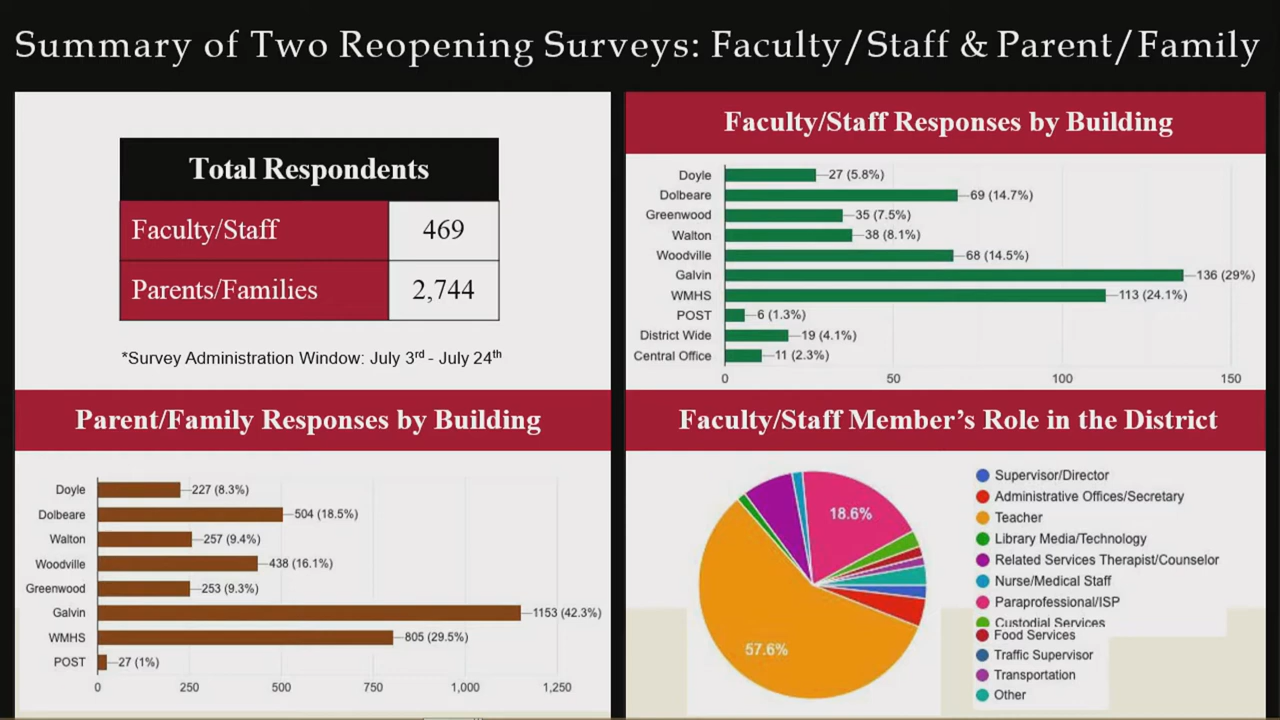 Summary of Two Reopening Surveys: Faculty/Staff & Parent/Family
Total Respondents
Faculty/Staff 469
Parents/Families 2,744
*Survey Administration Window: July 3rd - July 24th
Faculty/Staff Responses by Building
Doyle 27 (5.8%)
Dolbeare 69 (14.7%)
Greenwood 35 (7.5%)
Walton 38 (8.1%)
Woodville 68 (14.5%)
Galvin 136 (29%)
WMHS 113 (24.1%)
POST 6 (1.3%)
District Wide 19 (4.1%)
Central Office 11 (2.3%)
0 50 100 150
Parent/Family Responses by Building
Doyle 227 (8.3%)
Dolbeare 504 (18.5%)
Walton 257 (9.4%)
Woodville 438 (16.1%)
Greenwood 253 (9.3%)
Galvin 1153 (42.3%)
WMHS 805 (29.5%)
POST 27 (1%)
0 250 500 750 1,000 1,250
Faculty/Staff Member's Role in the District
18.6%
57.6%
Supervisor/Director
Administrative Offices/Secretary
Teacher
Library Media/Technology
Related Services Therapist/Counselor
Nurse/Medical Staff
Paraprofessional/ISP
Custodial Services
Food Services
Traffic Supervisor
Transportation
Other